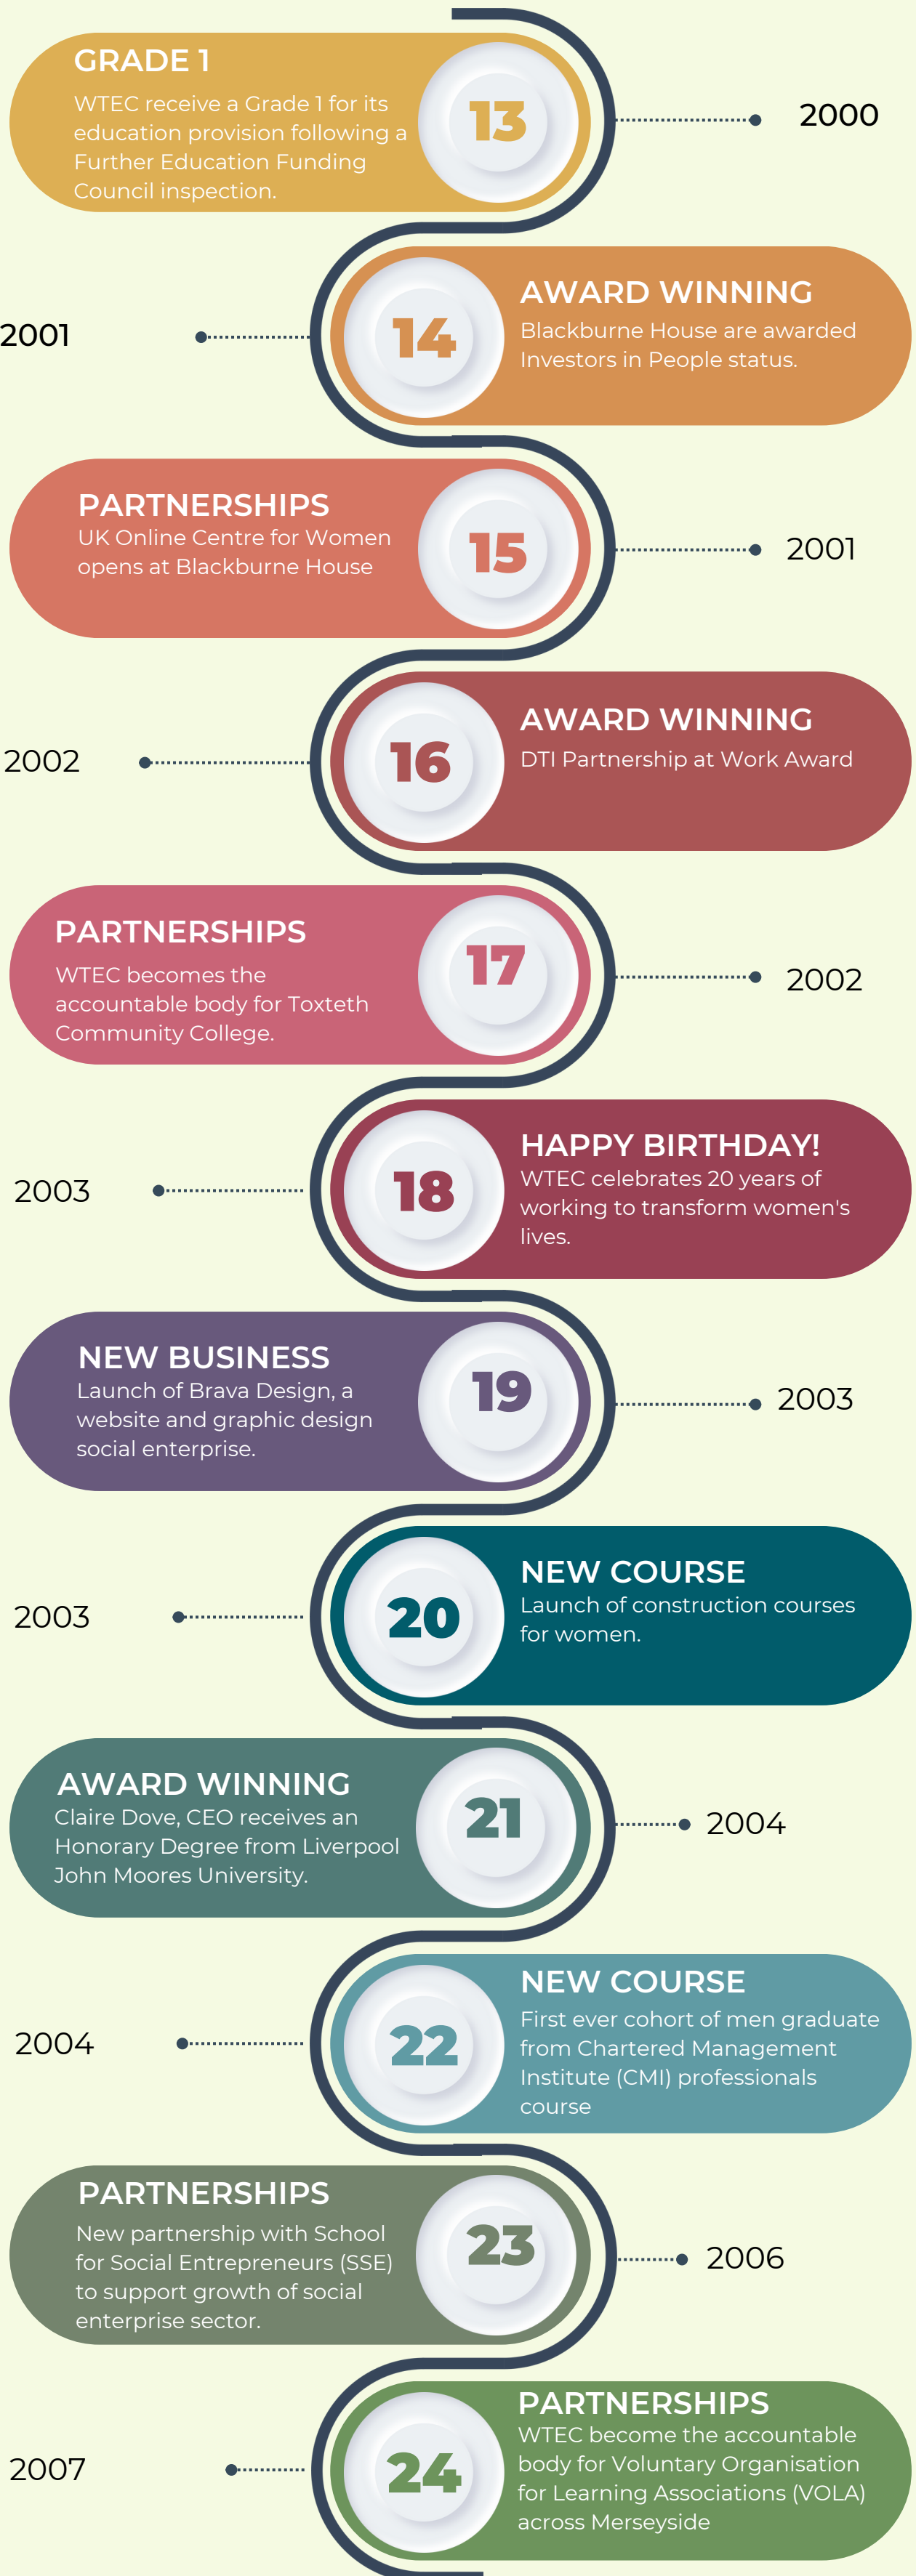 GRADE 1
WTEC receive a Grade 1 for its
education provision following a
Further Education Funding
Council inspection.
13
2000
2001
14
AWARD WINNING
Blackburne House are awarded
Investors in People status.
PARTNERSHIPS
UK Online Centre for Women
opens at Blackburne House
15
2001
2002
16
AWARD WINNING
DTI Partnership at Work Award
PARTNERSHIPS
WTEC becomes the
accountable body for Toxteth
Community College.
17
2002
2003
18
HAPPY BIRTHDAY!
WTEC celebrates 20 years of
working to transform women's
lives.
NEW BUSINESS
Launch of Brava Design, a
website and graphic design
social enterprise.
19
2003
2003
20
NEW COURSE
Launch of construction courses
for women.
AWARD WINNING
Claire Dove, CEO receives an
Honorary Degree from Liverpool
John Moores University.
21
2004
2004
22
NEW COURSE
First ever cohort of men graduate
from Chartered Management
Institute (CMI) professionals
course
PARTNERSHIPS
New partnership with School
for Social Entrepreneurs (SSE)
to support growth of social
enterprise sector.
23
2006
2007
24
PARTNERSHIPS
WTEC become the accountable
body for Voluntary Organisation
for Learning Associations (VOLA)
across Merseyside